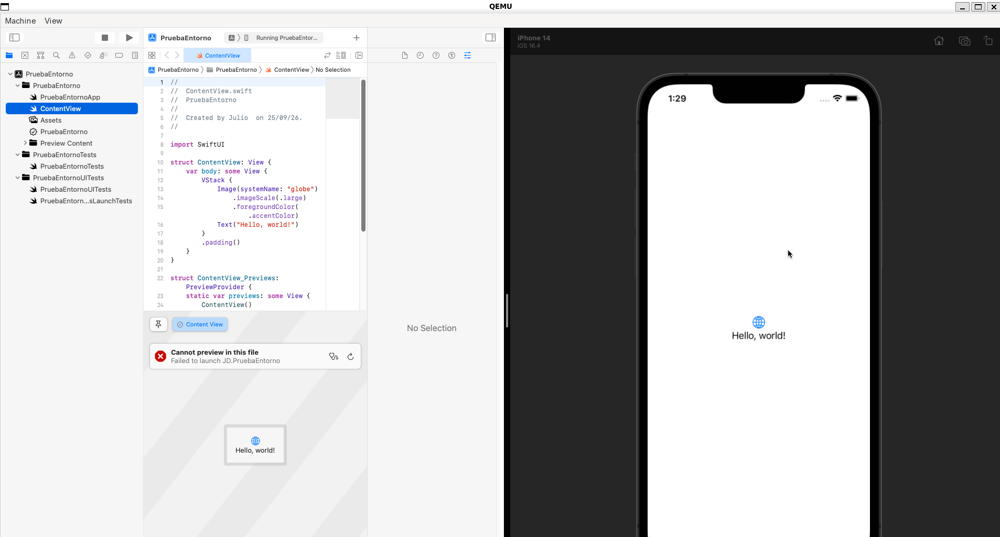 QEMU
Machine View
PruebaEntorno
Running PruebaEntor...
ContentView
PruebaEntorno
PruebaEntorno
ContentView
No Selection
PruebaEntorno
PruebaEntorno
PruebaEntornoApp
ContentView
Assets
PruebaEntorno
Preview Content
PruebaEntornoTests
PruebaEntornoTests
PruebaEntornoUITests
PruebaEntornoUITests
PruebaEntorn...sLaunchTests
1 //
2 //  ContentView.swift
3 //  PruebaEntorno
4 //
5 //  Created by Julio  on 25/09/26.
6 //
7
8 import SwiftUI
9
10 struct ContentView: View {
11     var body: some View {
12         VStack {
13             Image(systemName: "globe")
14                 .imageScale(.large)
15                 .foregroundColor(
.accentColor)
16             Text("Hello, world!")
17         }
18         .padding()
19     }
20 }
21
22 struct ContentView_Previews:
PreviewProvider {
23     static var previews: some View {
24         ContentView()
Content View
Cannot preview in this file
Failed to launch JD.PruebaEntorno
Hello, world!
No Selection
iPhone 14
iOS 16.4
1:29
Hello, world!